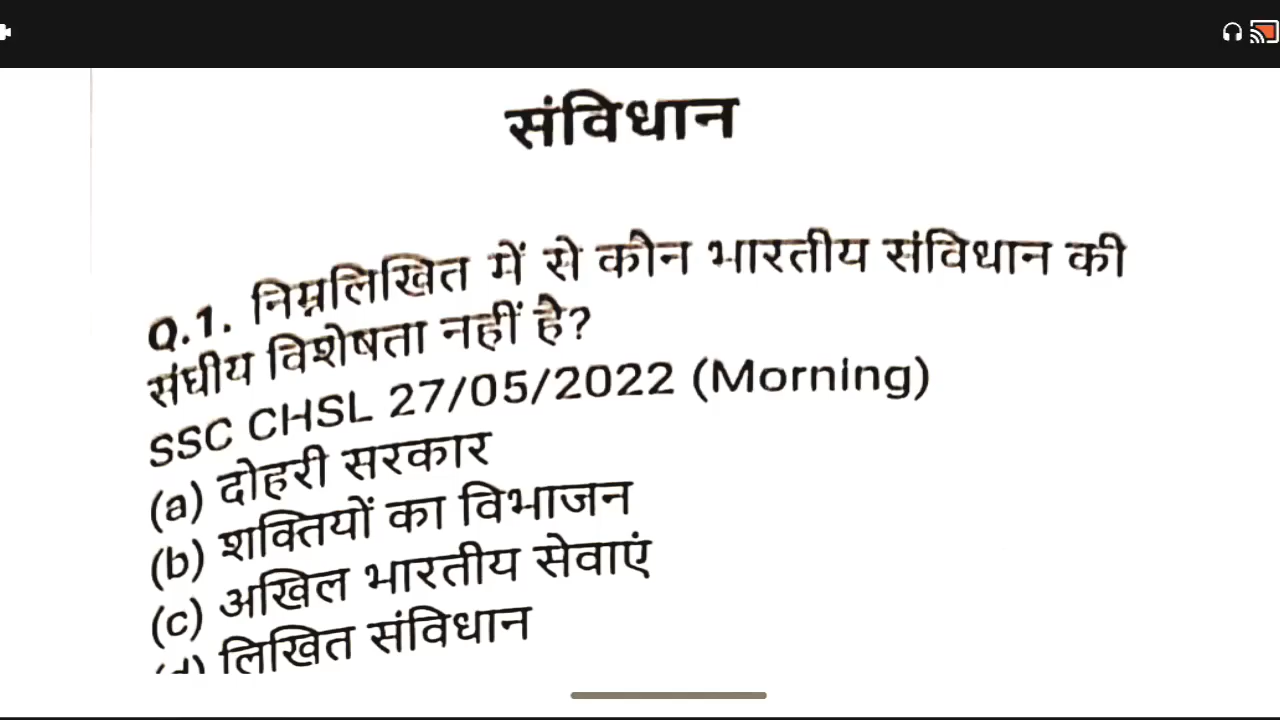 संविधान
Q.1. निम्नलिखित में से कौन भारतीय संविधान की
संघीय विशेषता नहीं है?
SSC CHSL 27/05/2022 (Morning)
(a) दोहरी सरकार
(b) शक्तियों का विभाजन
(c) अखिल भारतीय सेवाएं
(d) लिखित संविधान